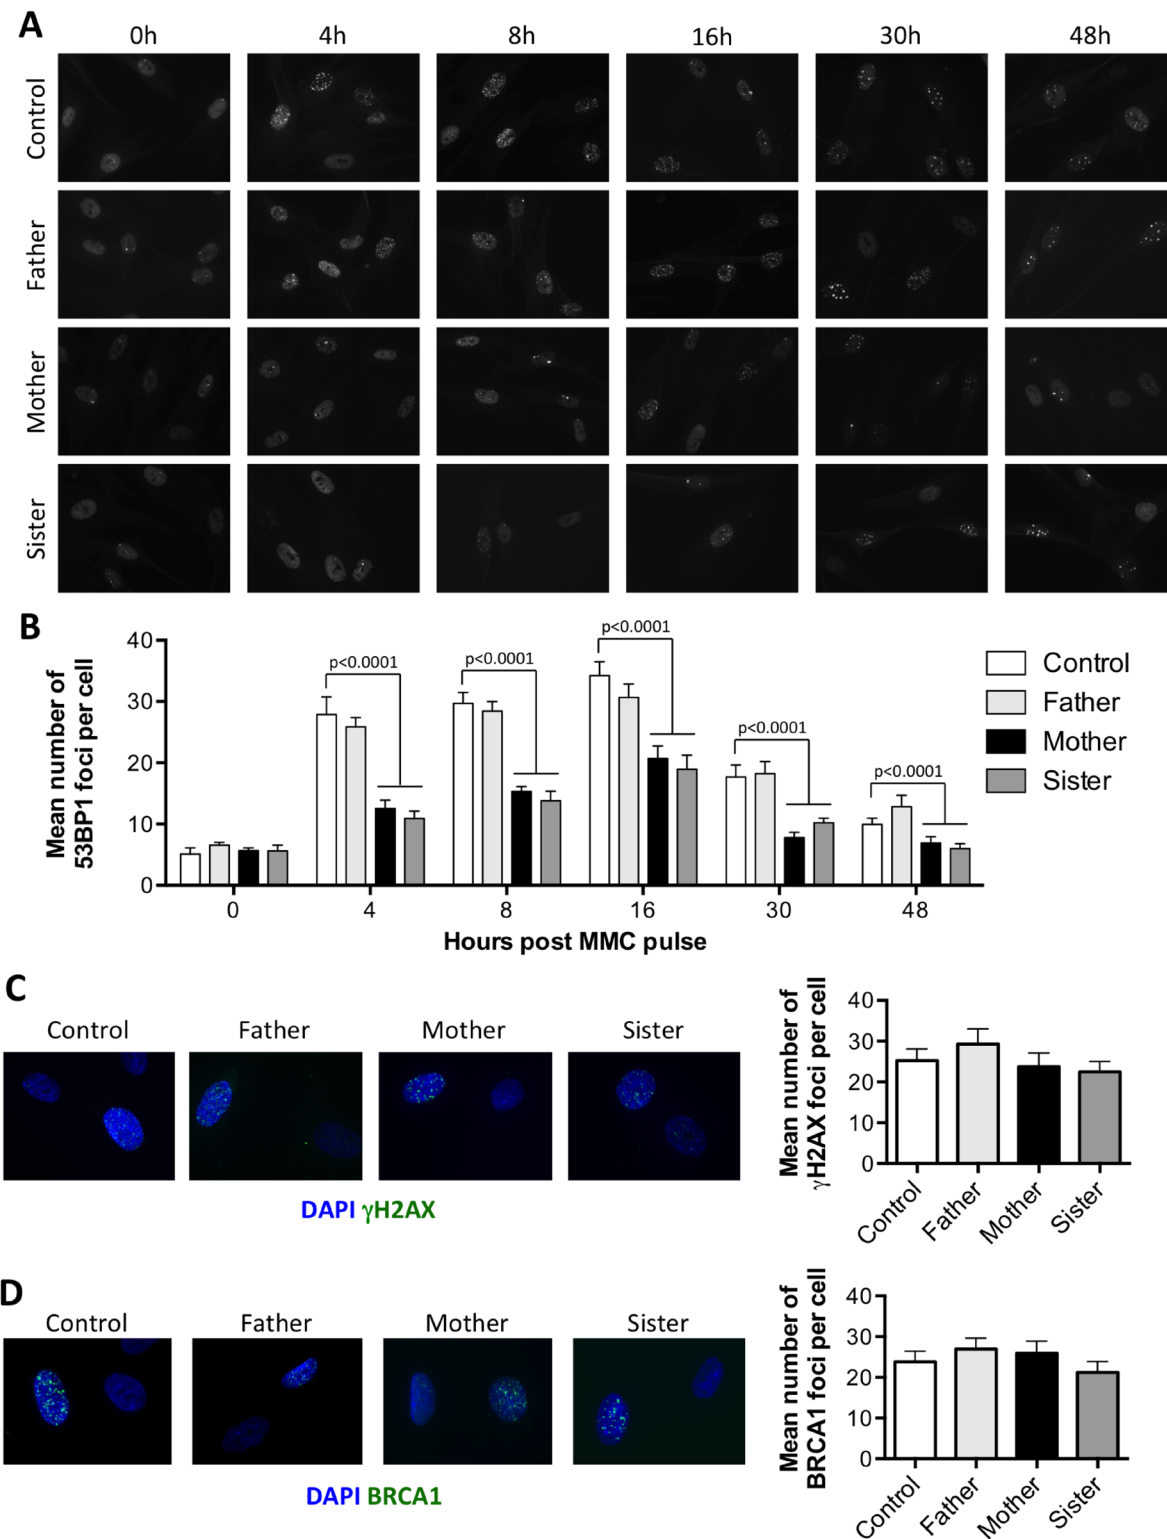 A
0h 4h 8h 16h 30h 48h
Control
Father
Mother
Sister
B
Mean number of
53BP1 foci per cell
40
30
20
10
0
p<0.0001
p<0.0001
p<0.0001
p<0.0001
p<0.0001
0 4 8 16 30 48
Hours post MMC pulse
Control
Father
Mother
Sister
C
Control Father Mother Sister
DAPI γH2AX
Mean number of
γH2AX foci per cell
40
30
20
10
0
Control
Father
Mother
Sister
D
Control Father Mother Sister
DAPI BRCA1
Mean number of
BRCA1 foci per cell
40
30
20
10
0
Control
Father
Mother
Sister